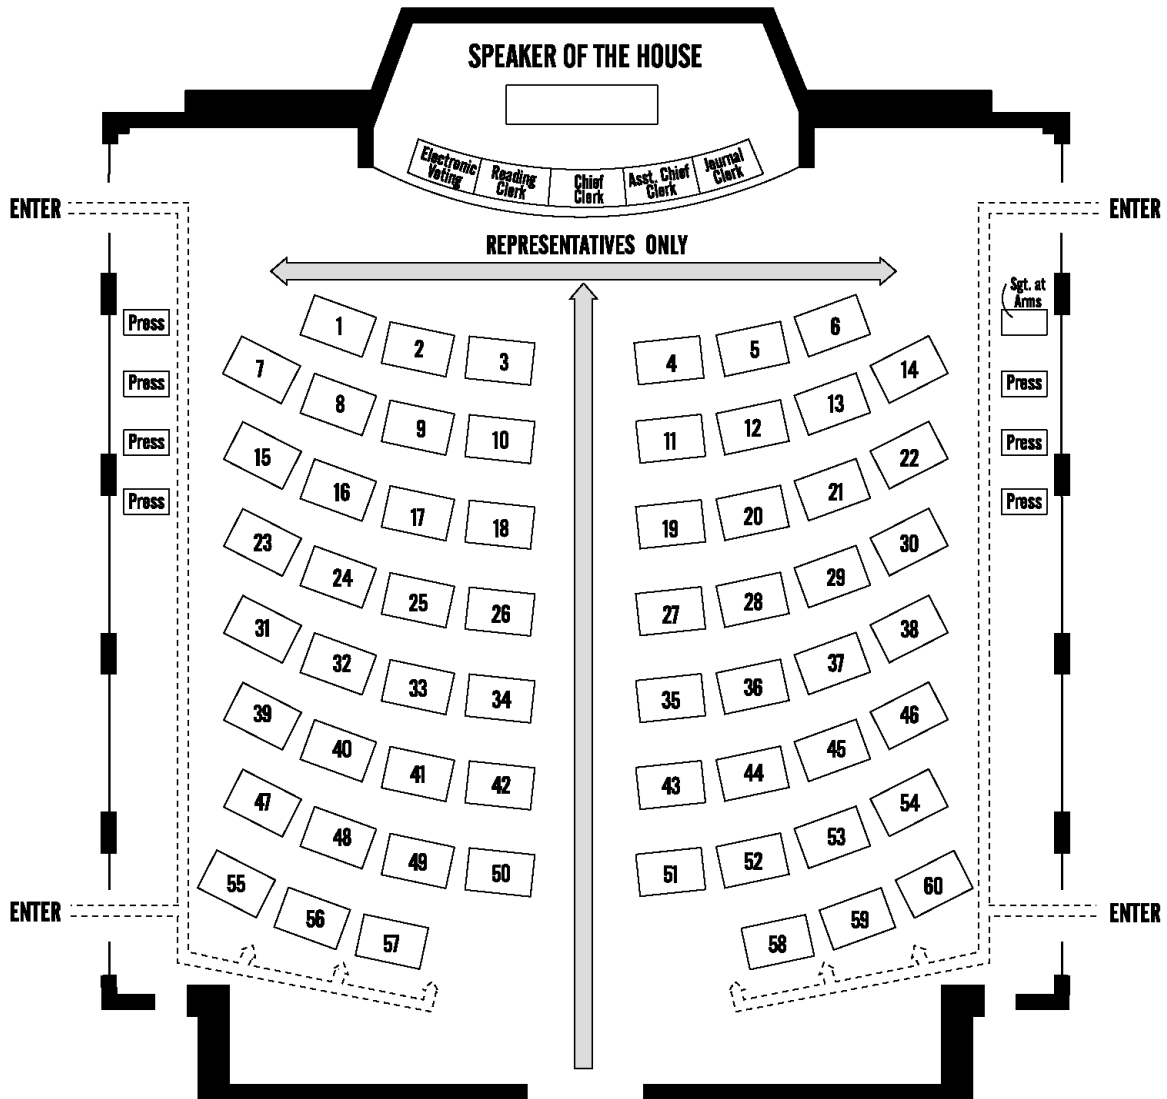 SPEAKER OF THE HOUSE
Electronic
Voting
Reading
Clerk
Chief
Clerk
Asst. Chief
Clerk
Journal
Clerk
ENTER
ENTER
REPRESENTATIVES ONLY
Sgt. at
Arms
Press
Press
Press
Press
Press
Press
Press
1
2
3
4
5
6
7
8
9
10
11
12
13
14
15
16
17
18
19
20
21
22
23
24
25
26
27
28
29
30
31
32
33
34
35
36
37
38
39
40
41
42
43
44
45
46
47
48
49
50
51
52
53
54
55
56
57
58
59
60
ENTER
ENTER